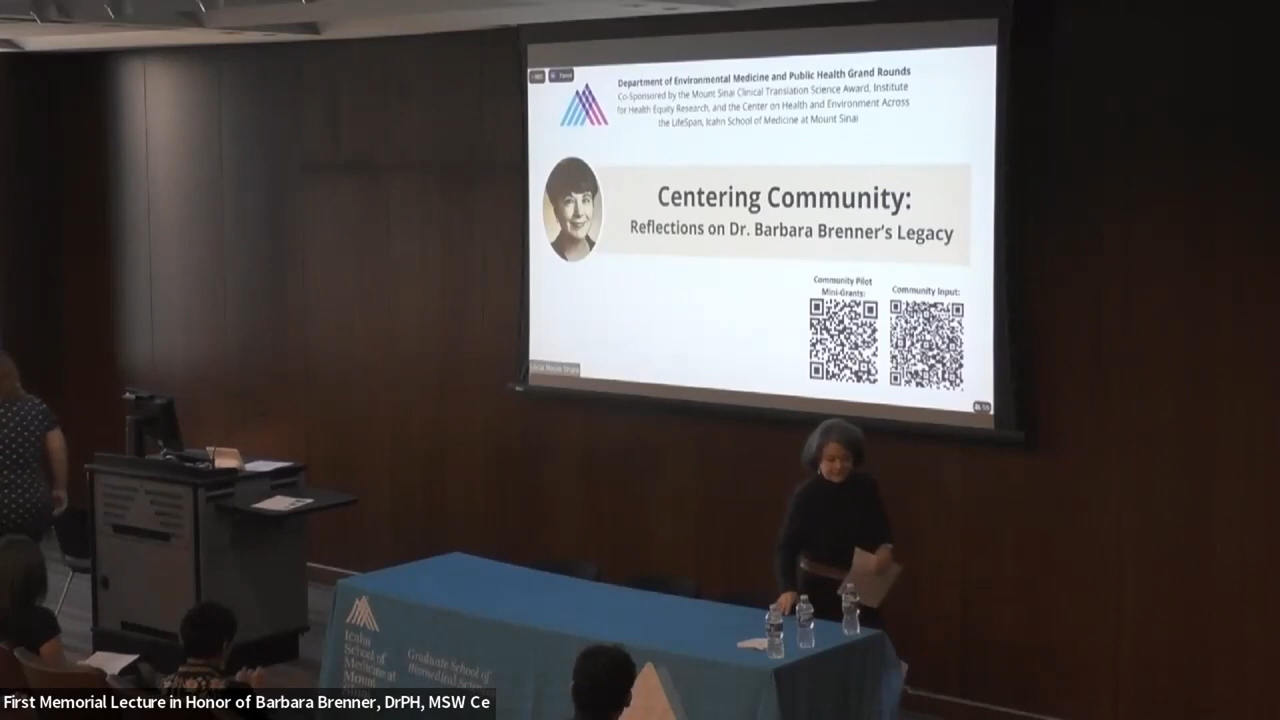 Department of Environmental Medicine and Public Health Grand Rounds
Co-Sponsored by the Mount Sinai Clinical Translation Science Award, Institute
for Health Equity Research, and the Center on Health and Environment Across
the LifeSpan, Icahn School of Medicine at Mount Sinai
Centering Community:
Reflections on Dr. Barbara Brenner's Legacy
Community Pilot
Mini-Grants:
Community Input:
Icahn
School of
Medicine at
Mount
Graduate School of
Biomedical
First Memorial Lecture in Honor of Barbara Brenner, DrPH, MSW Ce